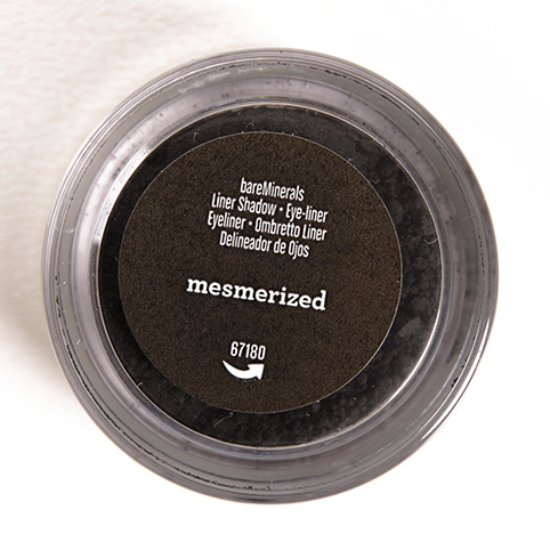 bareMinerals
Liner Shadow • Eye-liner
Eyeliner • Ombretto Liner
Delineador de Ojos
mesmerized
67180